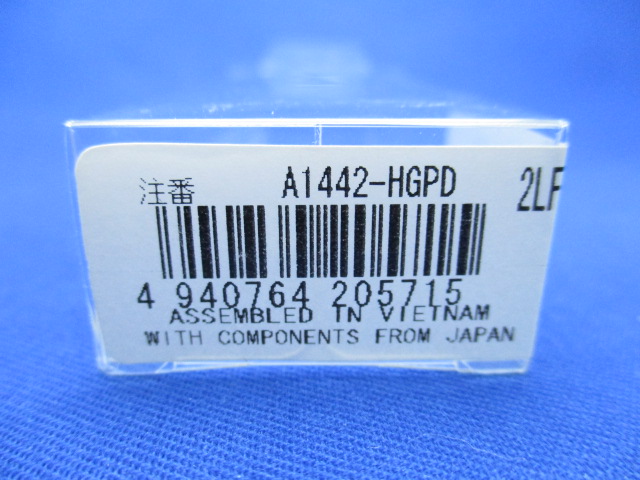 注番 A1442-HGPD 2LF
4 940764 205715
ASSEMBLED IN VIETNAM
WITH COMPONENTS FROM JAPAN